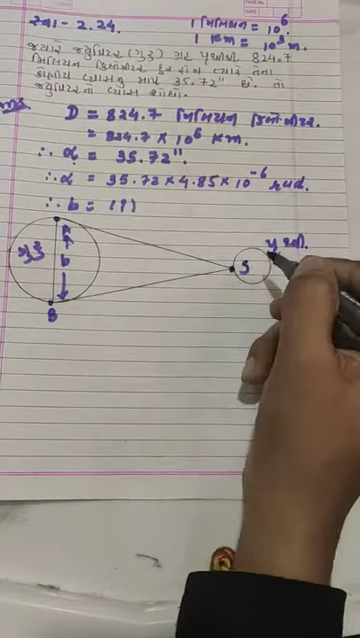 સ્વા- 2.24.
1 મિલિયન = 10⁶
1 km = 10³ m.
જ્યારે જ્યુપિટર (ગુરુ) ગ્રહ પૃથ્વીથી 824.7
મિલિયન કિલોમીટર દૂર હોય ત્યારે તેના
કોણીય વ્યાસનું માપ 35.72" છે. તો
જ્યુપિટરનો વ્યાસ શોધો.
D = 824.7 મિલિયન કિલોમીટર.
= 824.7 × 10⁶ Km.
∴ α = 35.72".
∴ α = 35.72 × 4.85 × 10⁻⁶ rad.
∴ b = (?)
A
ગુરુ
b
B
S
પૃથ્વી.